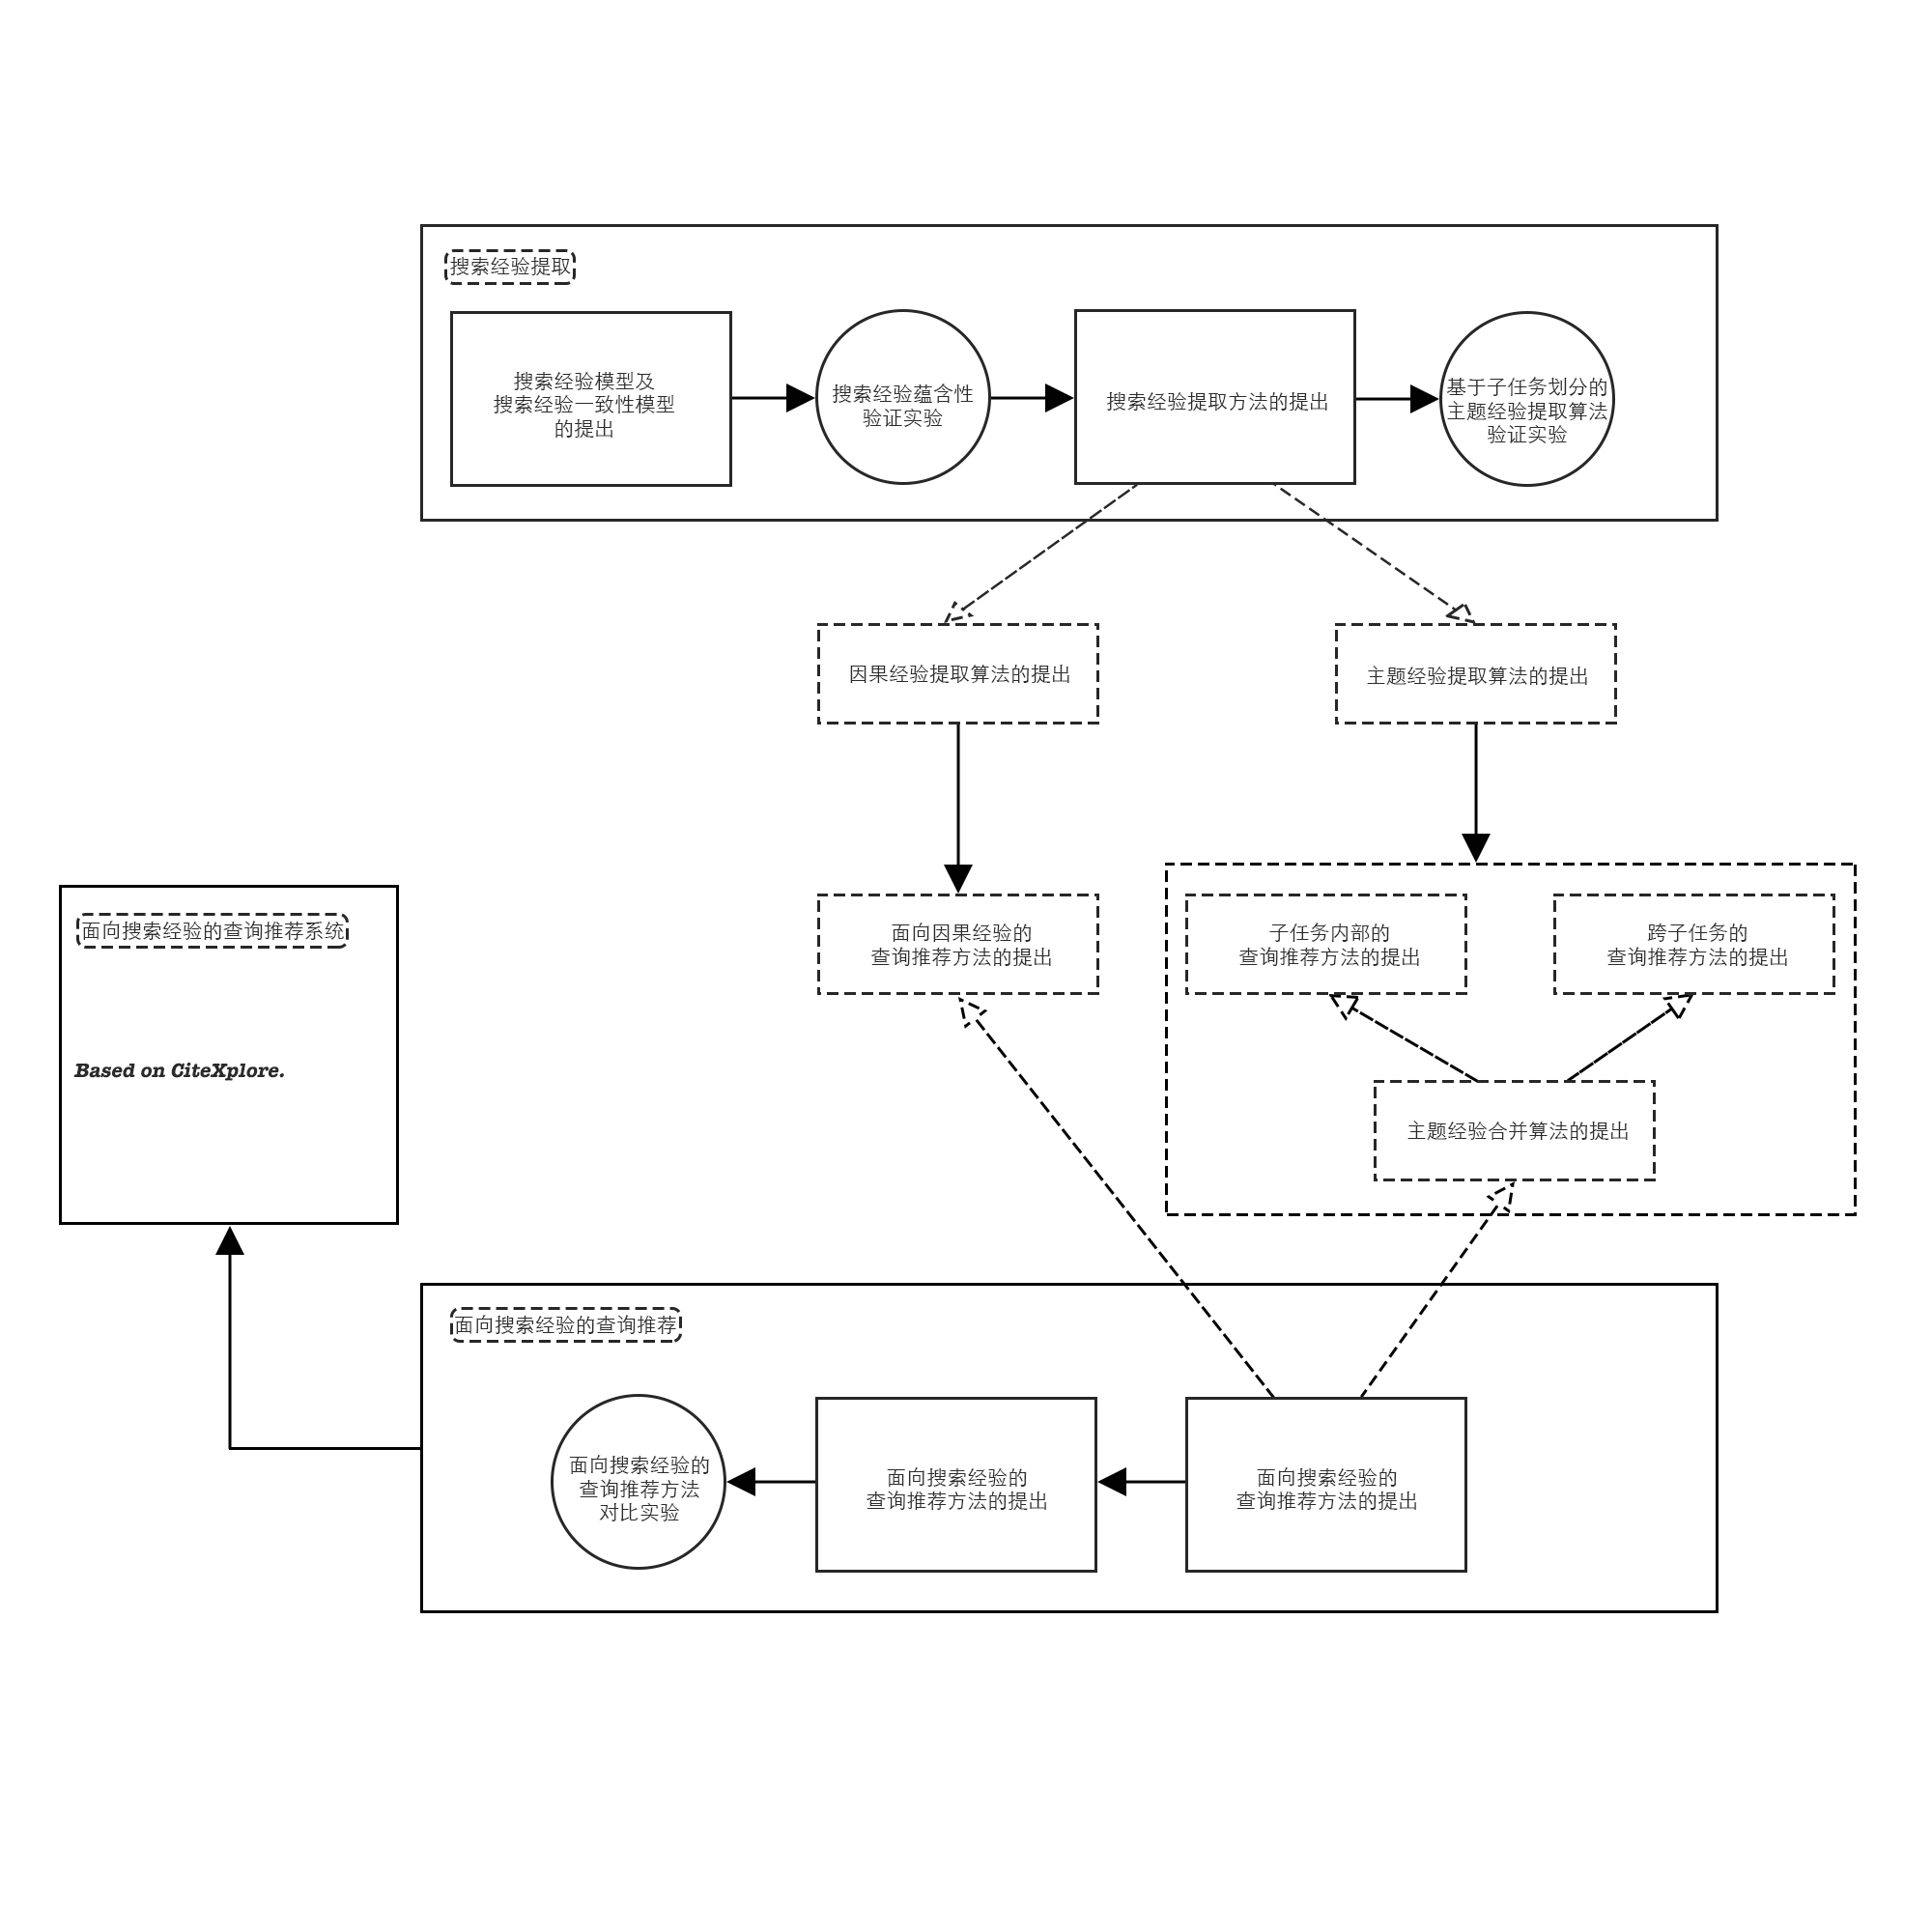 搜索经验提取
搜索经验模型及
搜索经验一致性模型
的提出
搜索经验蕴含性
验证实验
搜索经验提取方法的提出
基于子任务划分的
主题经验提取算法
验证实验
因果经验提取算法的提出
主题经验提取算法的提出
面向因果经验的
查询推荐方法的提出
子任务内部的
查询推荐方法的提出
跨子任务的
查询推荐方法的提出
主题经验合并算法的提出
面向搜索经验的查询推荐系统
Based on CiteXplore.
面向搜索经验的查询推荐
面向搜索经验的
查询推荐方法
对比实验
面向搜索经验的
查询推荐方法的提出
面向搜索经验的
查询推荐方法的提出